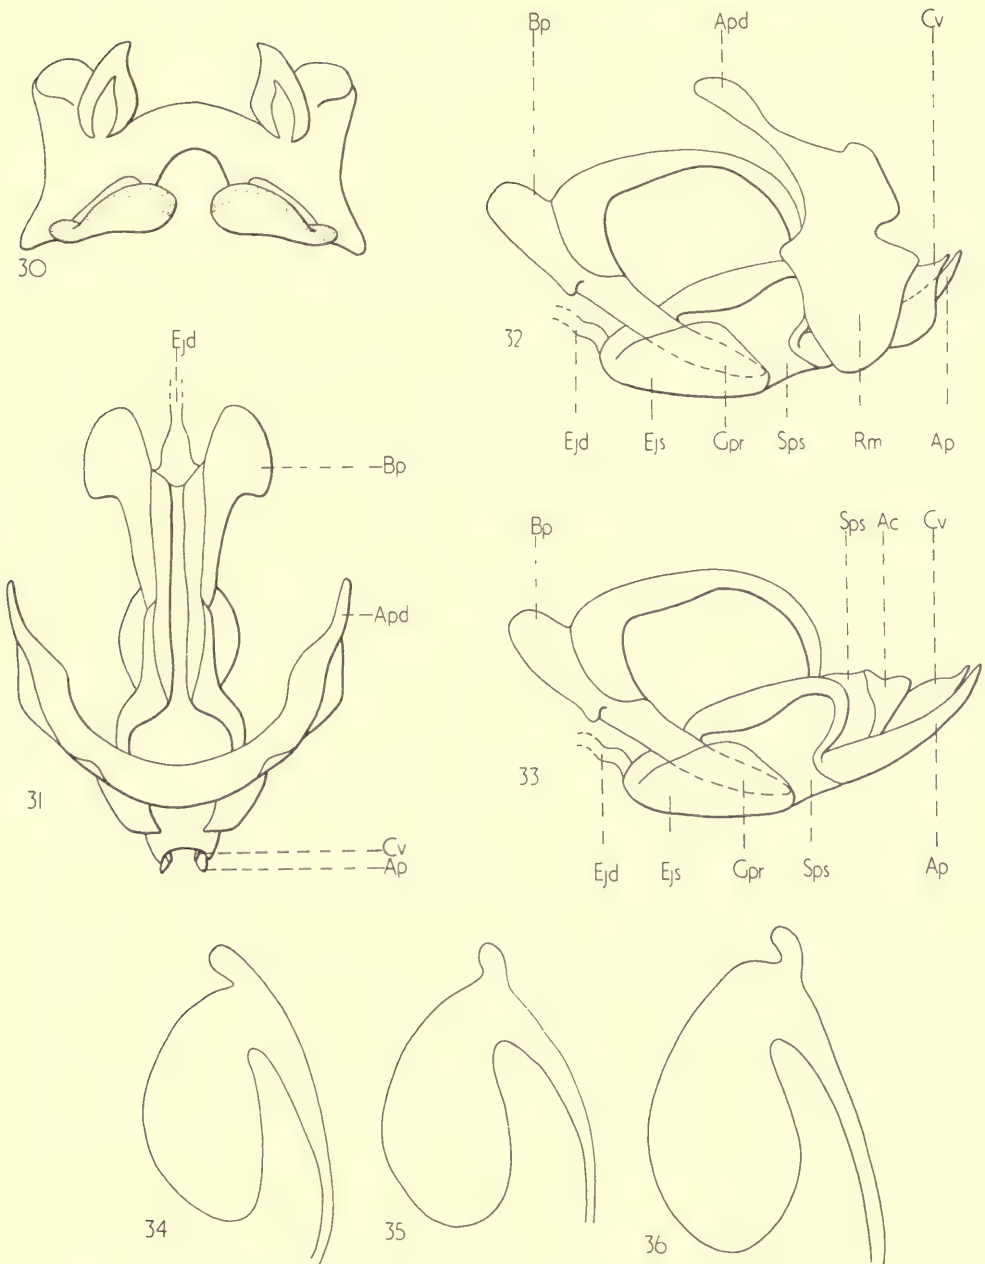 Bp Apd Cv
30
32
Ejd Ejs Gpr Sps Rm Ap
Ejd
Bp
Apd
31
Cv
Ap
Bp Sps Ac Cv
33
Ejd Ejs Gpr Sps Ap
34 35 36